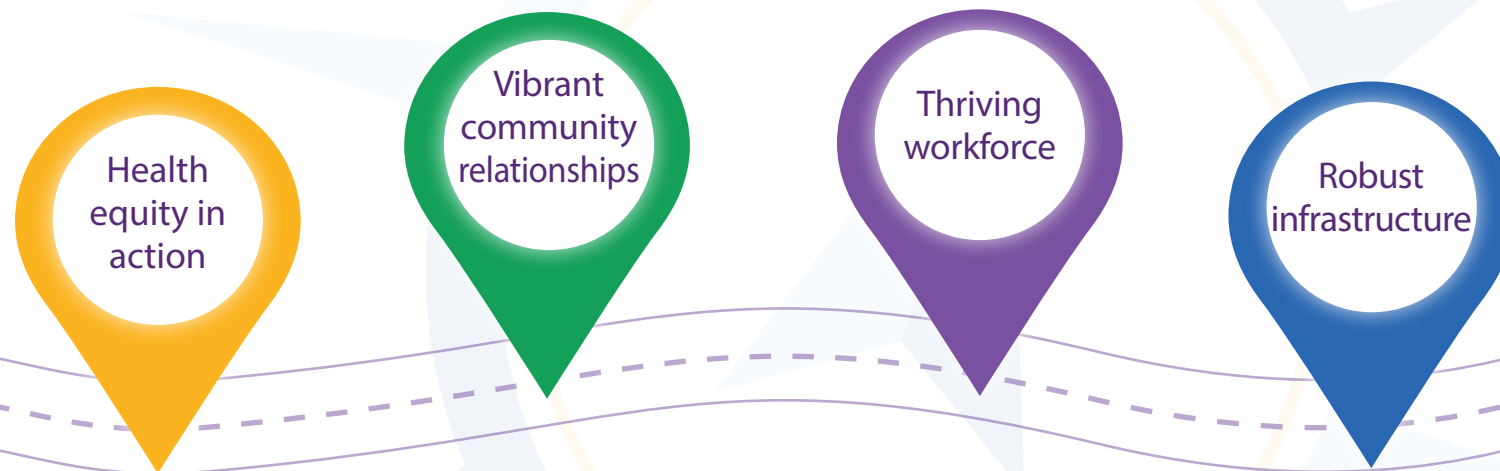 Health
equity in
action
Vibrant
community
relationships
Thriving
workforce
Robust
infrastructure